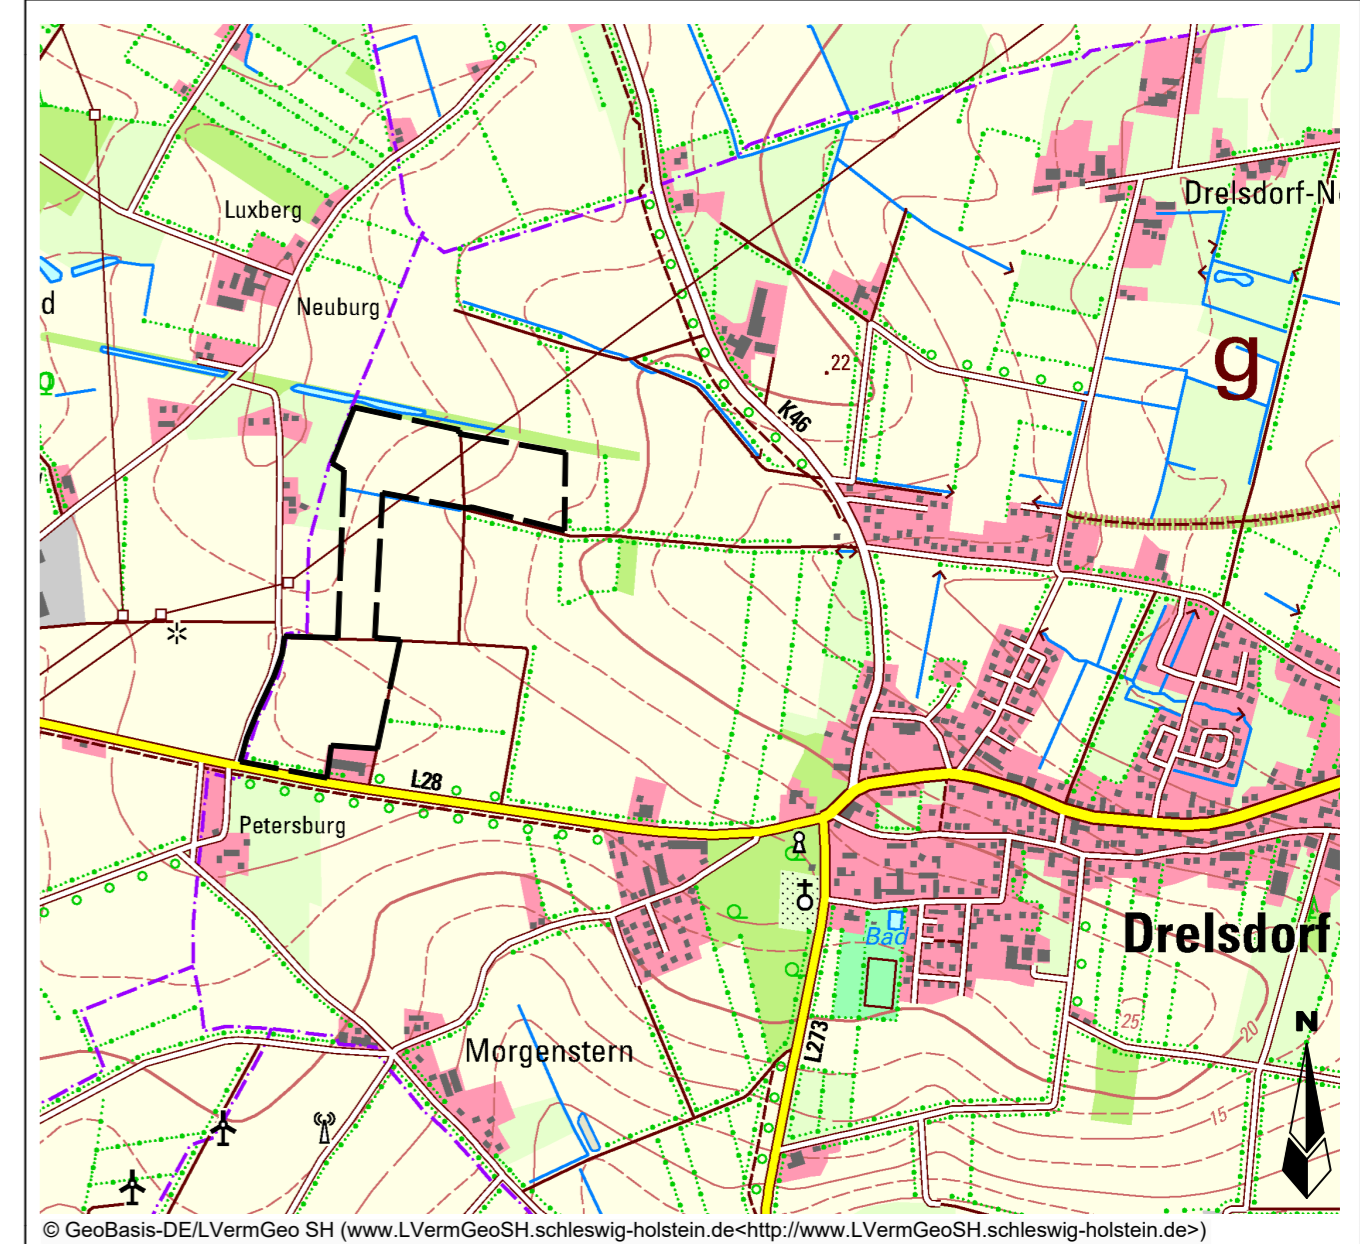 Luxberg
Drelsdorf-N
Neuburg
d
g
.22
K46
L28
Petersburg
Drelsdorf
Bad
L273
Morgenstern
25
20
15
N
© GeoBasis-DE/LVermGeo SH (www.LVermGeoSH.schleswig-holstein.de<http://www.LVermGeoSH.schleswig-holstein.de>)